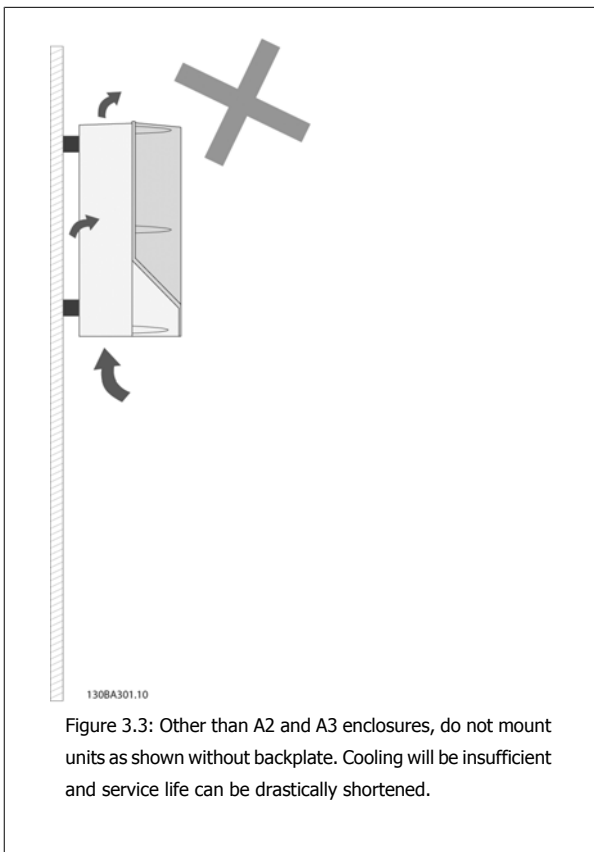 130BA301.10
Figure 3.3: Other than A2 and A3 enclosures, do not mount
units as shown without backplate. Cooling will be insufficient
and service life can be drastically shortened.